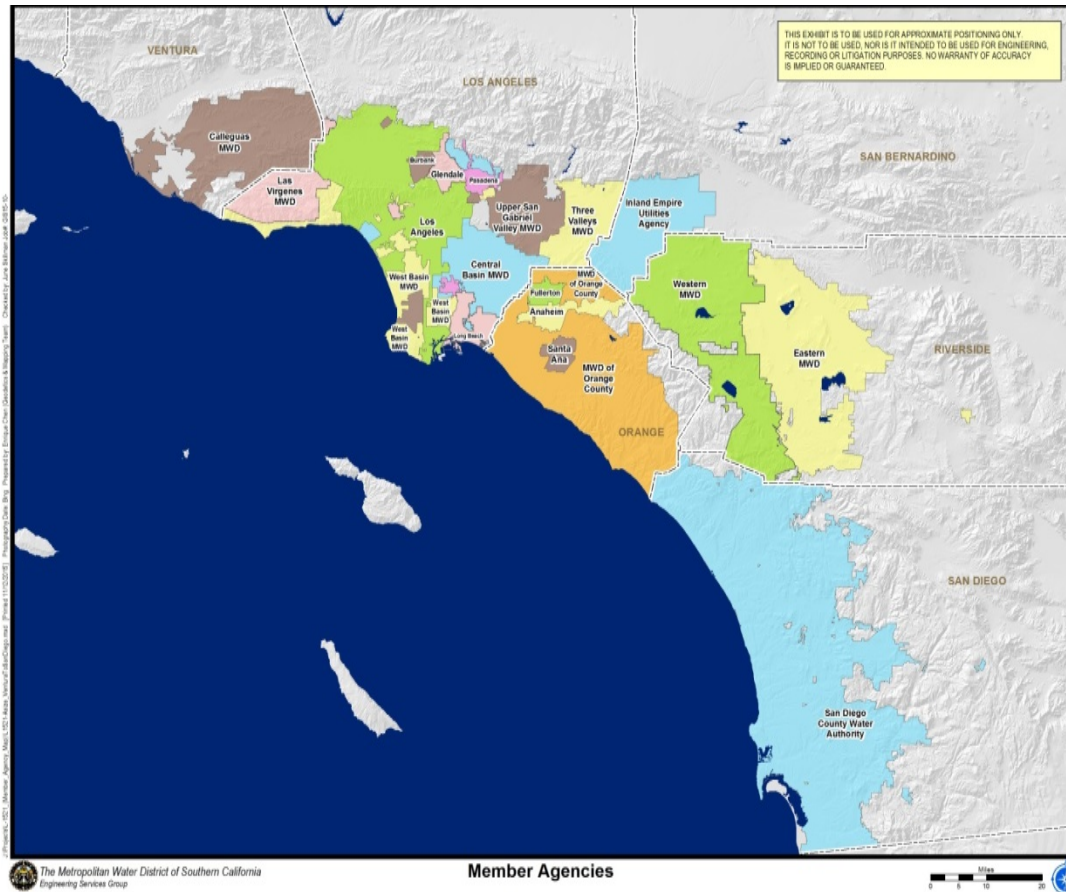 THIS EXHIBIT IS TO BE USED FOR APPROXIMATE POSITIONING ONLY.
IT IS NOT TO BE USED, NOR IS IT INTENDED TO BE USED FOR ENGINEERING,
RECORDING OR LITIGATION PURPOSES. NO WARRANTY OF ACCURACY
IS IMPLIED OR GUARANTEED.
VENTURA
LOS ANGELES
SAN BERNARDINO
Calleguas
MWD
Las
Virgenes
MWD
Burbank
Glendale
Pasadena
Upper San
Gabriel
Valley MWD
Three
Valleys
MWD
Inland Empire
Utilities
Agency
Los
Angeles
Central
Basin MWD
West Basin
MWD
West
Basin
MWD
West
Basin
MWD
Long Beach
MWD
of Orange
County
Fullerton
Anaheim
Santa
Ana
MWD of
Orange
County
ORANGE
Western
MWD
Eastern
MWD
RIVERSIDE
SAN DIEGO
San Diego
County Water
Authority
The Metropolitan Water District of Southern California
Engineering Services Group
Member Agencies
Miles
0 5 10 20